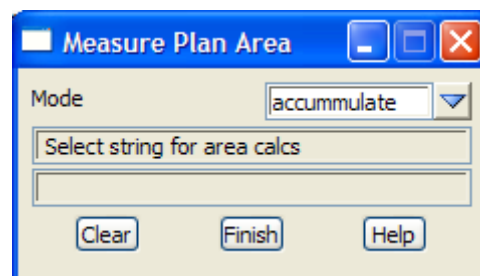 Measure Plan Area
Mode accummulate
Select string for area calcs
Clear Finish Help